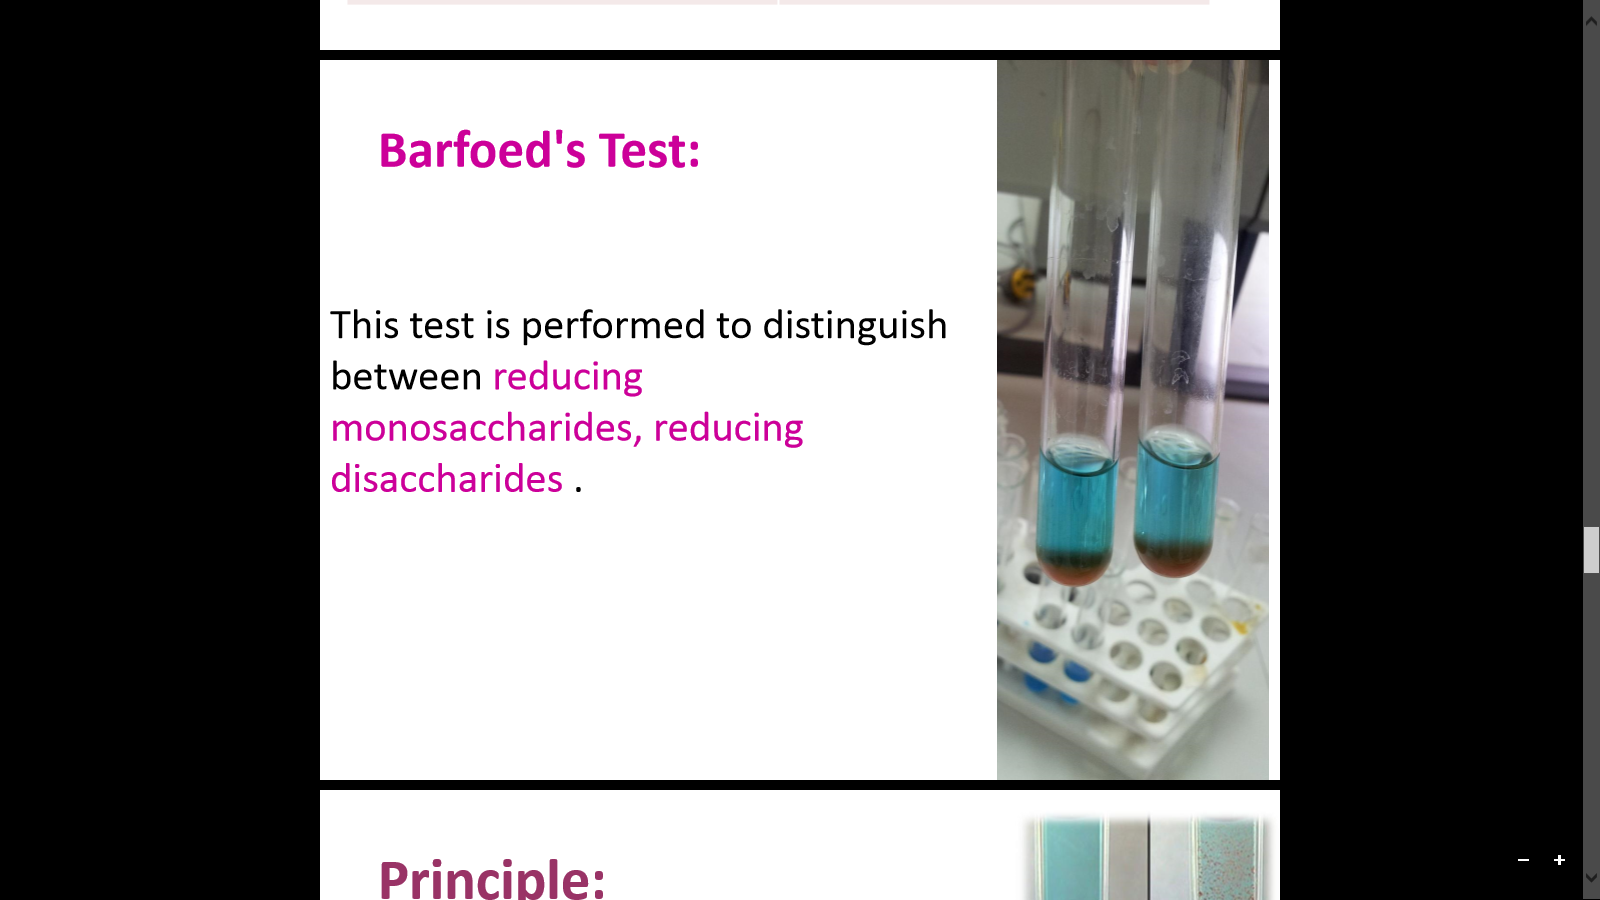 Barfoed's Test:
This test is performed to distinguish
between reducing
monosaccharides, reducing
disaccharides .
Principle: